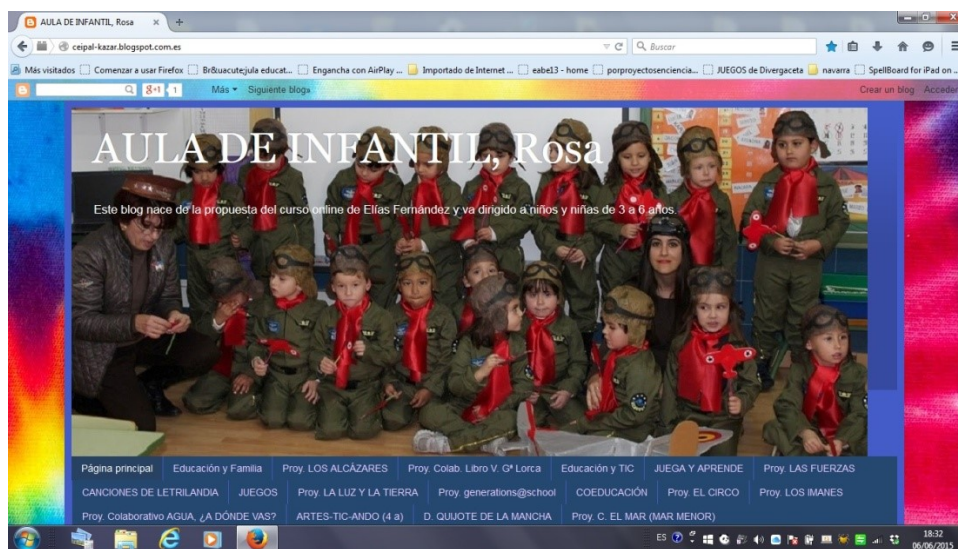 AULA DE INFANTIL, Rosa
ceipal-kazar.blogspot.com.es
Buscar
Más visitados Comenzar a usar Firefox Br&uacutejula educat... Engancha con AirPlay ... Importado de Internet ... eabe13 - home porproyectosenciencia... JUEGOS de Divergaceta navarra SpellBoard for iPad on ...
8+1 1 Más Siguiente blog» Crear un blog Acceder
AULA DE INFANTIL, Rosa
Este blog nace de la propuesta del curso online de Elías Fernández y va dirigido a niños y niñas de 3 a 6 años.
Página principal Educación y Familia Proy. LOS ALCÁZARES Proy. Colab. Libro V. Gª Lorca Educación y TIC JUEGA Y APRENDE Proy. LAS FUERZAS
CANCIONES DE LETRILANDIA JUEGOS Proy. LA LUZ Y LA TIERRA Proy. generations@school COEDUCACIÓN Proy. EL CIRCO Proy. LOS IMANES
Proy. Colaborativo AGUA, ¿A DÓNDE VAS? ARTES-TIC-ANDO (4 a) D. QUIJOTE DE LA MANCHA Proy. C. EL MAR (MAR MENOR)
ES 18:32
06/06/2015